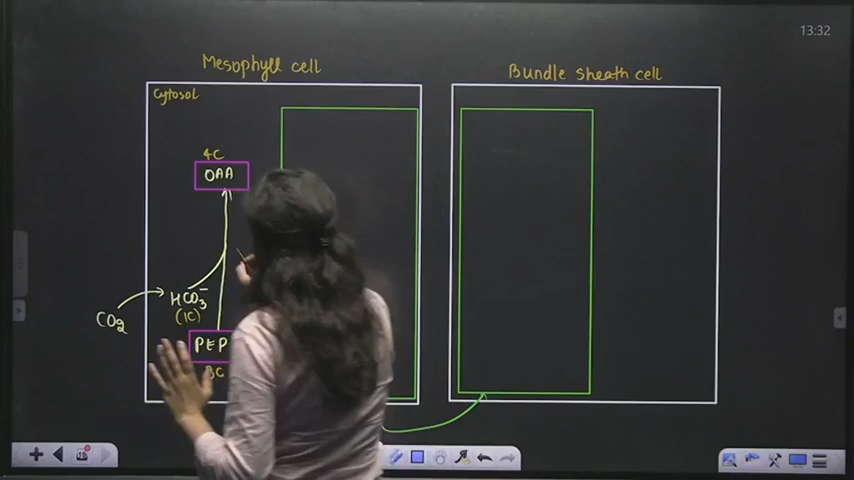 13:32
Mesophyll cell
Bundle sheath cell
Cytosol
4C
OAA
HCO₃⁻
(1C)
CO₂
PEP
3C